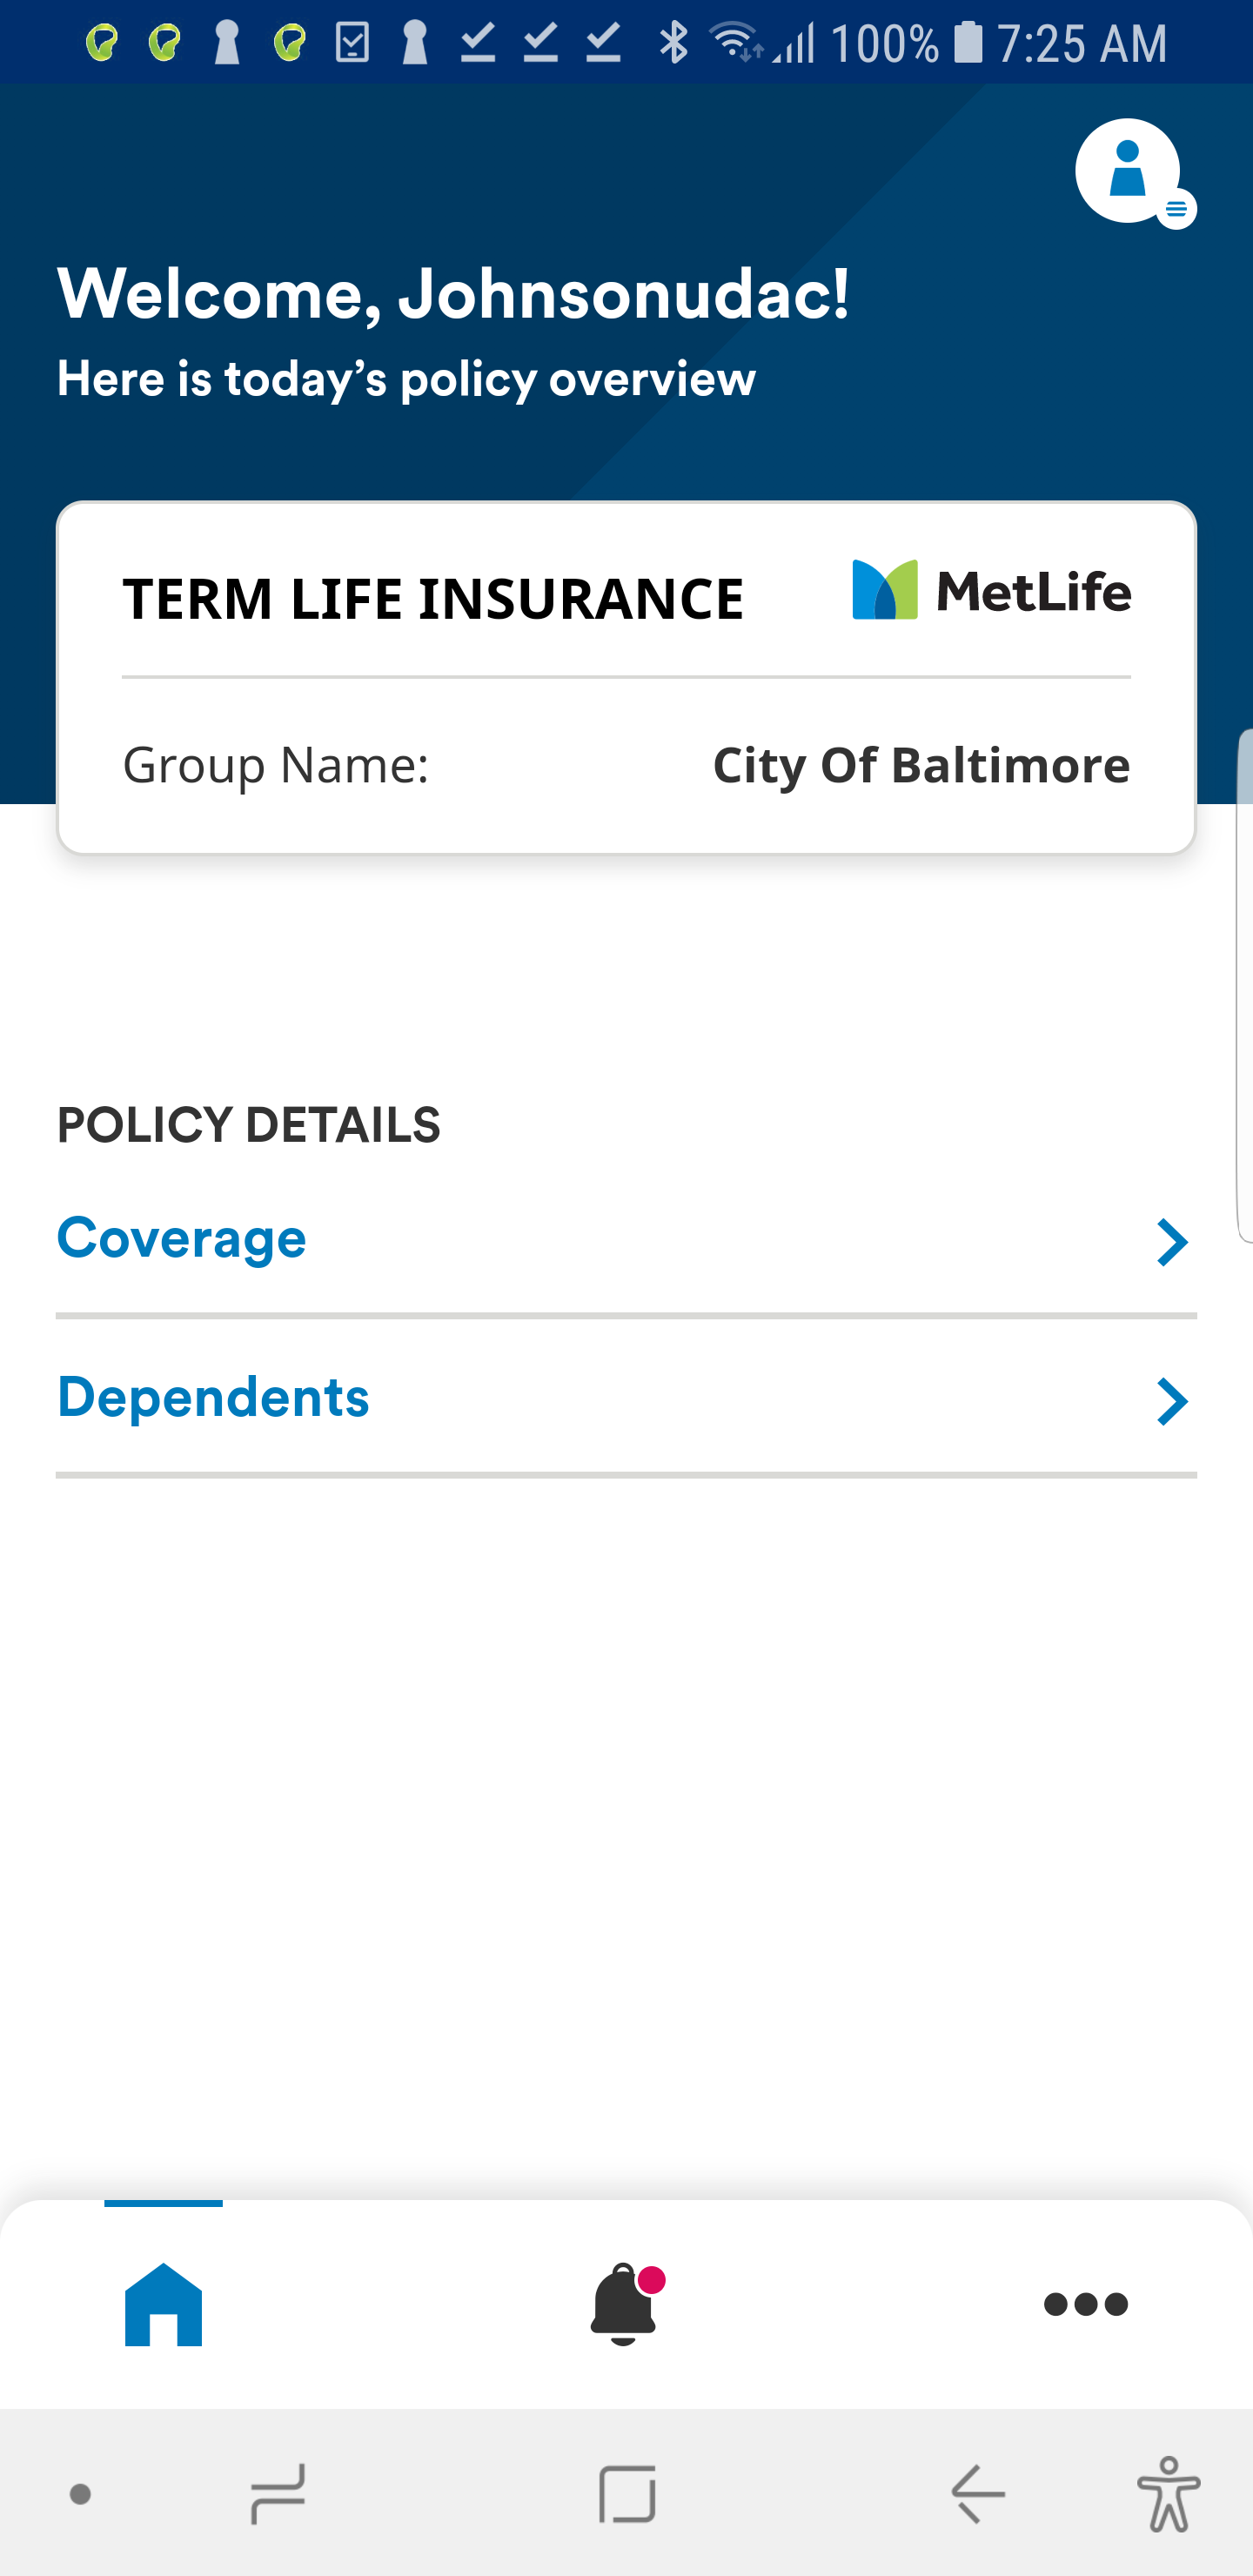 100% 7:25 AM
Welcome, Johnsonudac!
Here is today’s policy overview
TERM LIFE INSURANCE
MetLife
Group Name:
City Of Baltimore
POLICY DETAILS
Coverage
Dependents